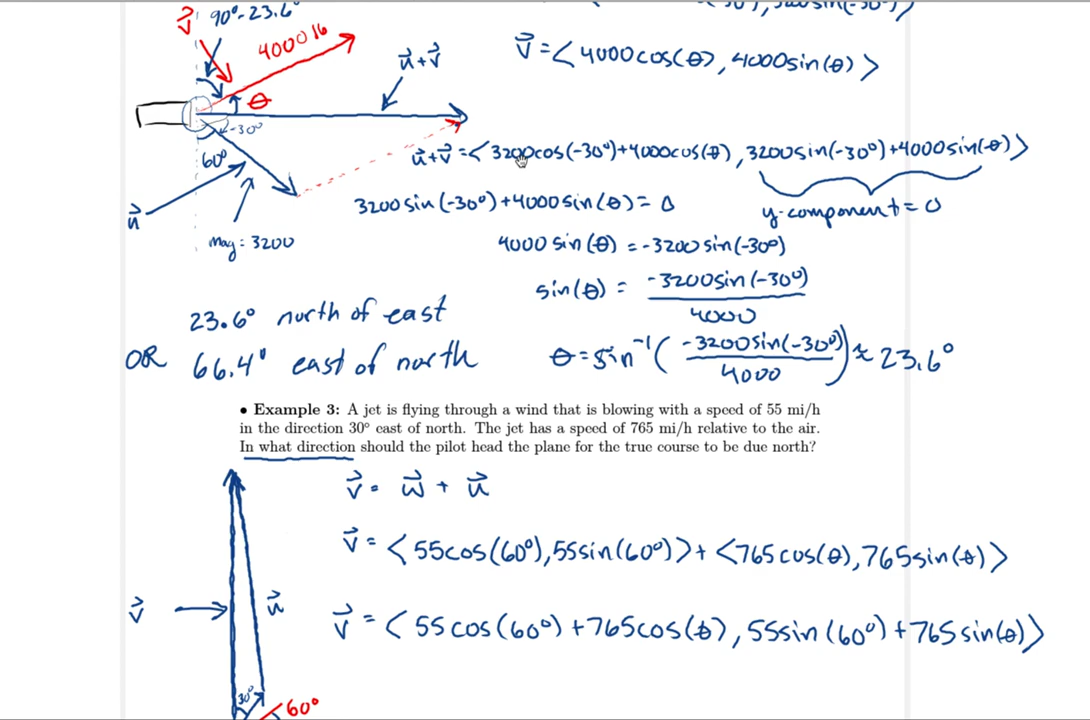 v⃗ 90°-23.6°
4000 lb
v⃗ = <4000cos(θ), 4000sin(θ)>
u⃗+v⃗
θ
-30°
60°
u⃗+v⃗ = <3200cos(-30°)+4000cos(θ), 3200sin(-30°)+4000sin(θ)>
u⃗
3200 sin(-30°)+4000sin(θ) = 0
y-component = 0
mag = 3200
4000 sin(θ) = -3200sin(-30°)
sin(θ) = -3200sin(-30°) / 4000
23.6° north of east
OR 66.4° east of north
θ = sin⁻¹(-3200sin(-30°) / 4000) ≈ 23.6°
• Example 3: A jet is flying through a wind that is blowing with a speed of 55 mi/h
in the direction 30° east of north. The jet has a speed of 765 mi/h relative to the air.
In what direction should the pilot head the plane for the true course to be due north?
v⃗ = w⃗ + u⃗
v⃗ = <55cos(60°), 55sin(60°)> + <765cos(θ), 765sin(θ)>
v⃗
u⃗
v⃗ = <55cos(60°) + 765cos(θ), 55sin(60°) + 765sin(θ)>
30°
60°